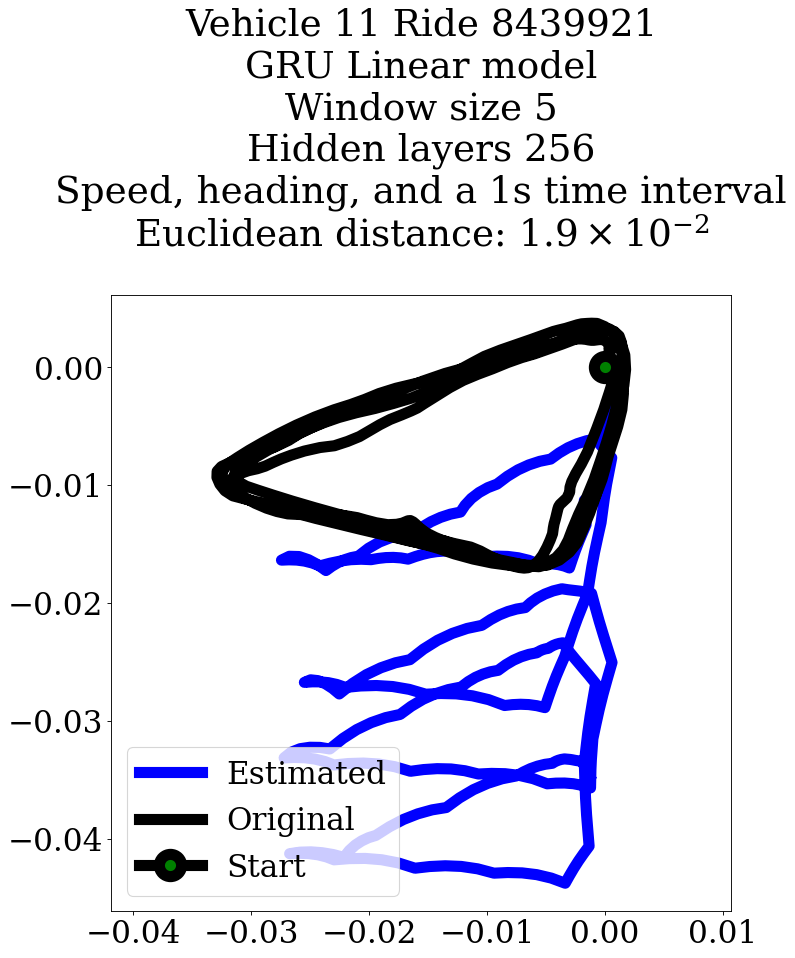 Vehicle 11 Ride 8439921
GRU Linear model
Window size 5
Hidden layers 256
Speed, heading, and a 1s time interval
Euclidean distance: 1.9 × 10⁻²
0.00
−0.01
−0.02
−0.03
−0.04
Estimated
Original
Start
−0.04 −0.03 −0.02 −0.01 0.00 0.01